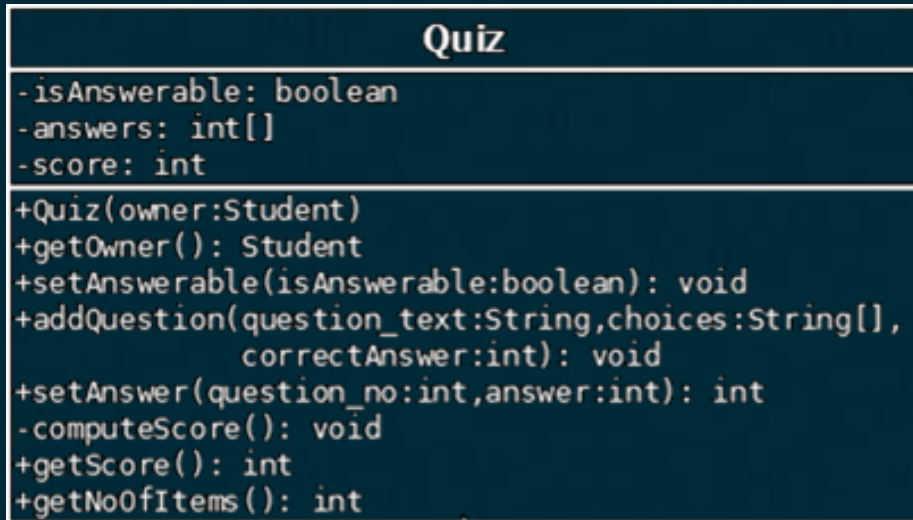 Quiz
-isAnswerable: boolean
-answers: int[]
-score: int
+Quiz(owner:Student)
+getOwner(): Student
+setAnswerable(isAnswerable:boolean): void
+addQuestion(question_text:String,choices:String[],
correctAnswer:int): void
+setAnswer(question_no:int,answer:int): int
-computeScore(): void
+getScore(): int
+getNoOfItems(): int